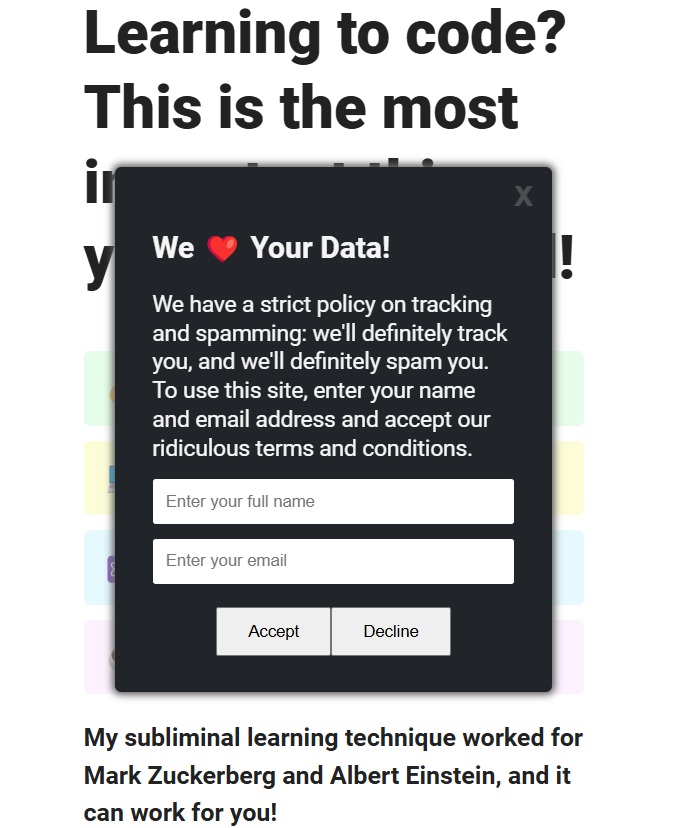 Learning to code?
This is the most
X
We ❤️ Your Data!
We have a strict policy on tracking
and spamming: we'll definitely track
you, and we'll definitely spam you.
To use this site, enter your name
and email address and accept our
ridiculous terms and conditions.
Enter your full name
Enter your email
Accept Decline
My subliminal learning technique worked for
Mark Zuckerberg and Albert Einstein, and it
can work for you!